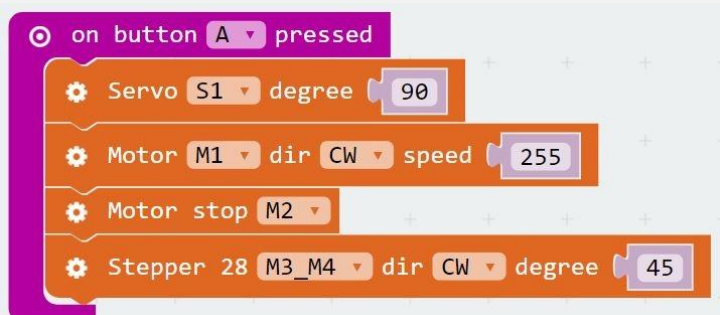 on button A pressed
Servo S1 degree 90
Motor M1 dir CW speed 255
Motor stop M2
Stepper 28 M3_M4 dir CW degree 45